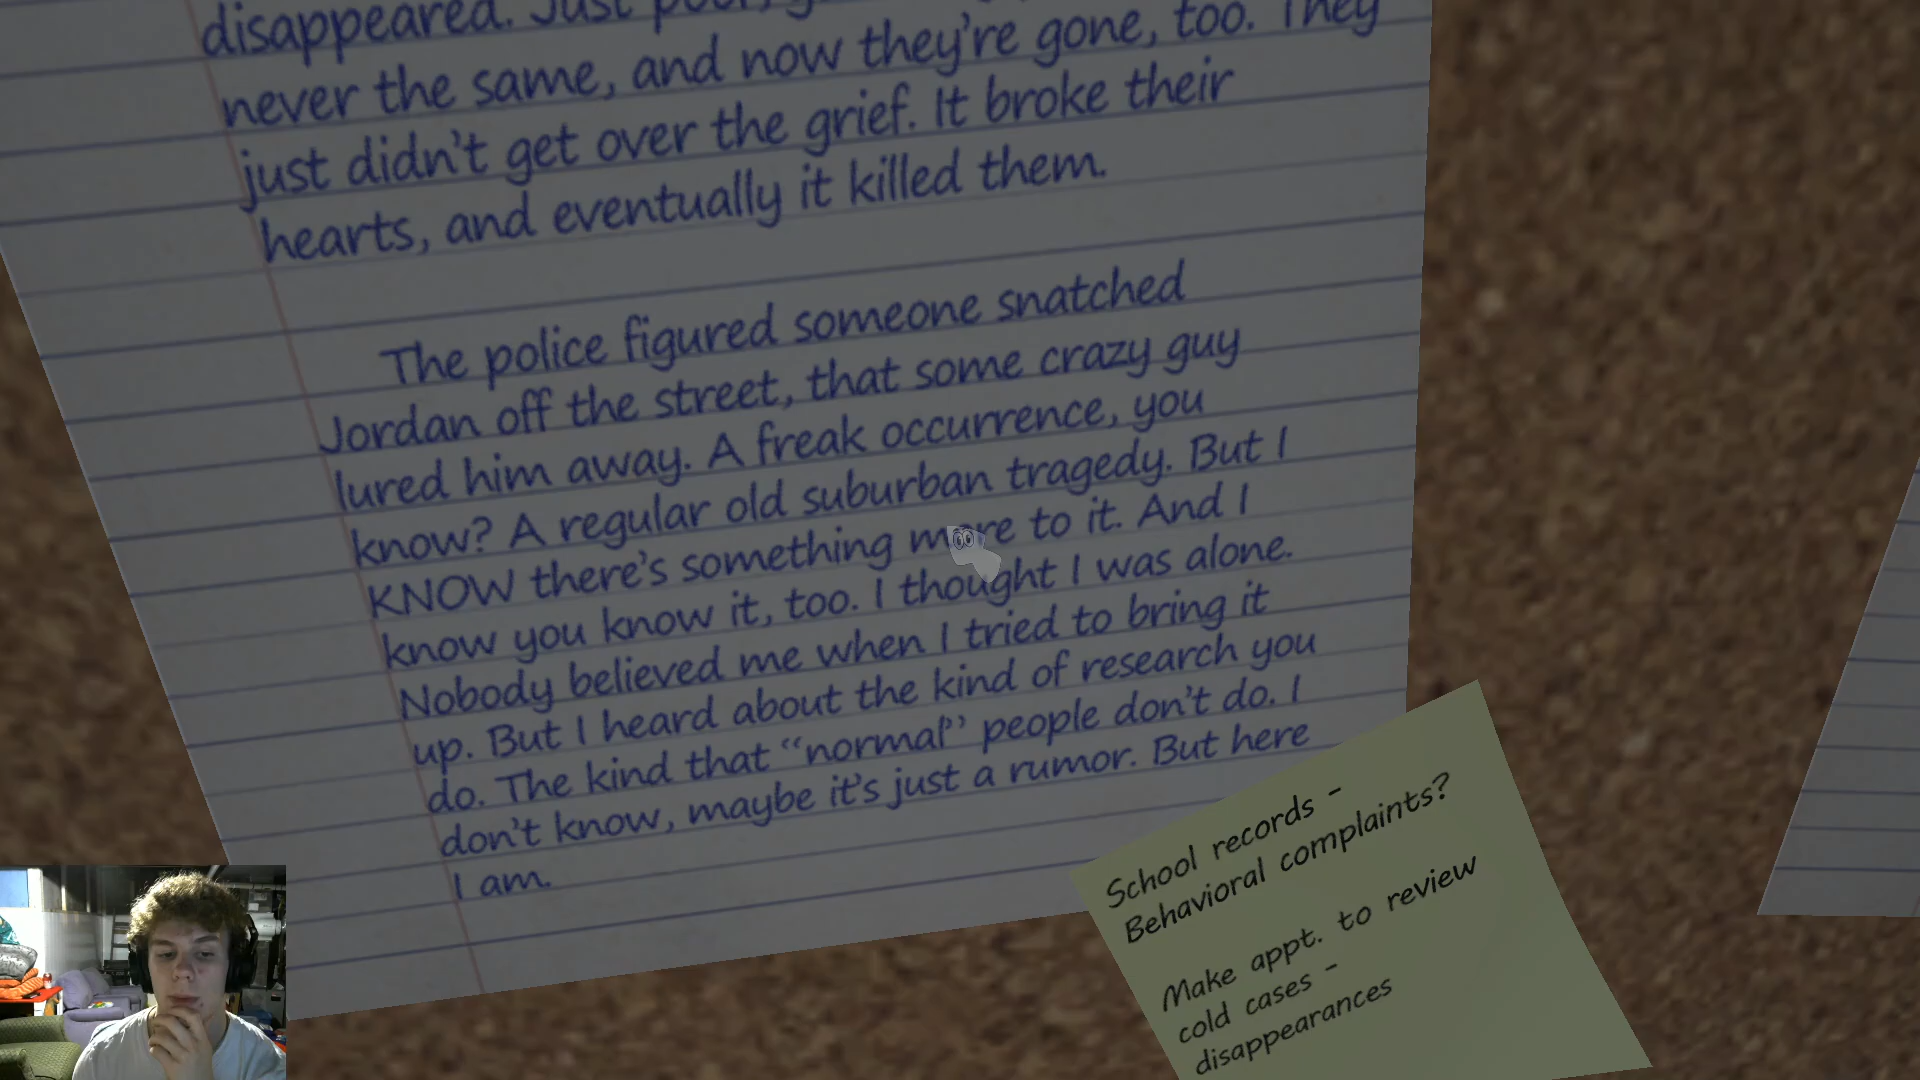 disappeared. Just
never the same, and now they're gone, too. They
just didn't get over the grief. It broke their
hearts, and eventually it killed them.
The police figured someone snatched
Jordan off the street, that some crazy guy
lured him away. A freak occurrence, you
know? A regular old suburban tragedy. But I
KNOW there's something more to it. And I
know you know it, too. I thought I was alone.
Nobody believed me when I tried to bring it
up. But I heard about the kind of research you
do. The kind that "normal" people don't do. I
don't know, maybe it's just a rumor. But here
I am.
School records -
Behavioral complaints?
Make appt. to review
cold cases -
disappearances